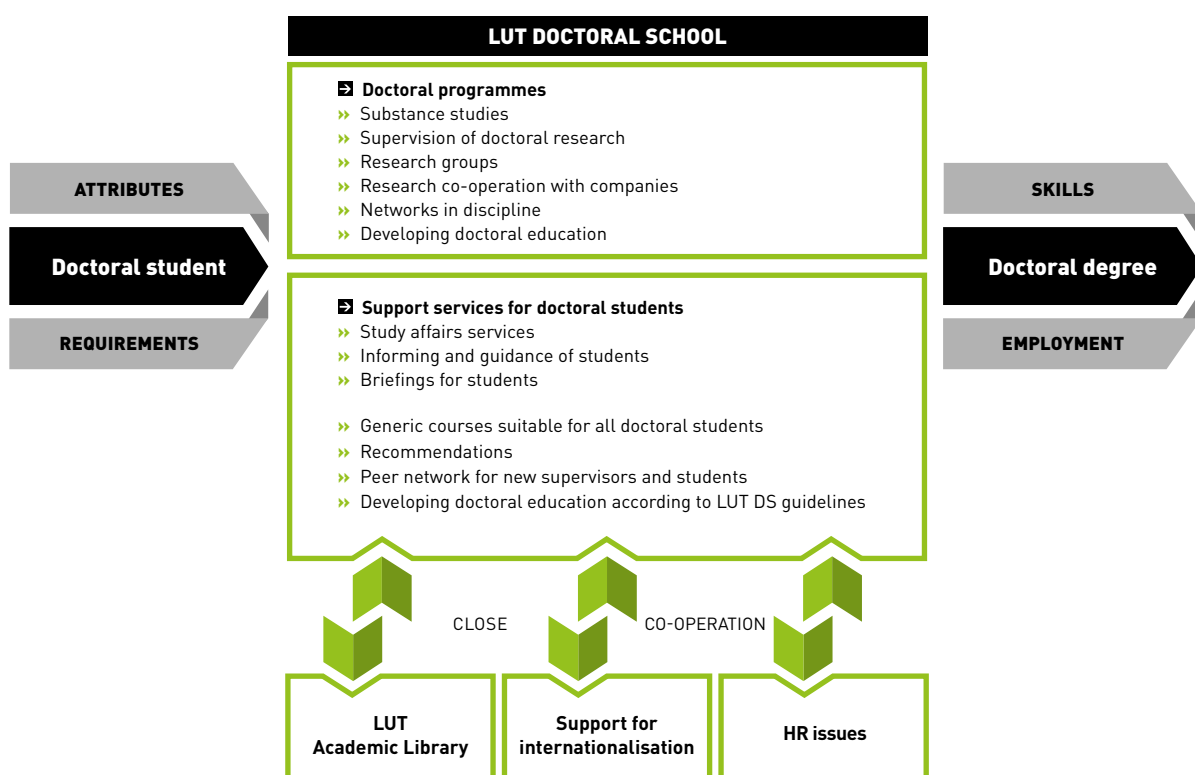 LUT DOCTORAL SCHOOL
Doctoral programmes
Substance studies
Supervision of doctoral research
Research groups
Research co-operation with companies
Networks in discipline
Developing doctoral education
ATTRIBUTES
Doctoral student
REQUIREMENTS
Support services for doctoral students
Study affairs services
Informing and guidance of students
Briefings for students
Generic courses suitable for all doctoral students
Recommendations
Peer network for new supervisors and students
Developing doctoral education according to LUT DS guidelines
SKILLS
Doctoral degree
EMPLOYMENT
CLOSE CO-OPERATION
LUT
Academic Library
Support for
internationalisation
HR issues